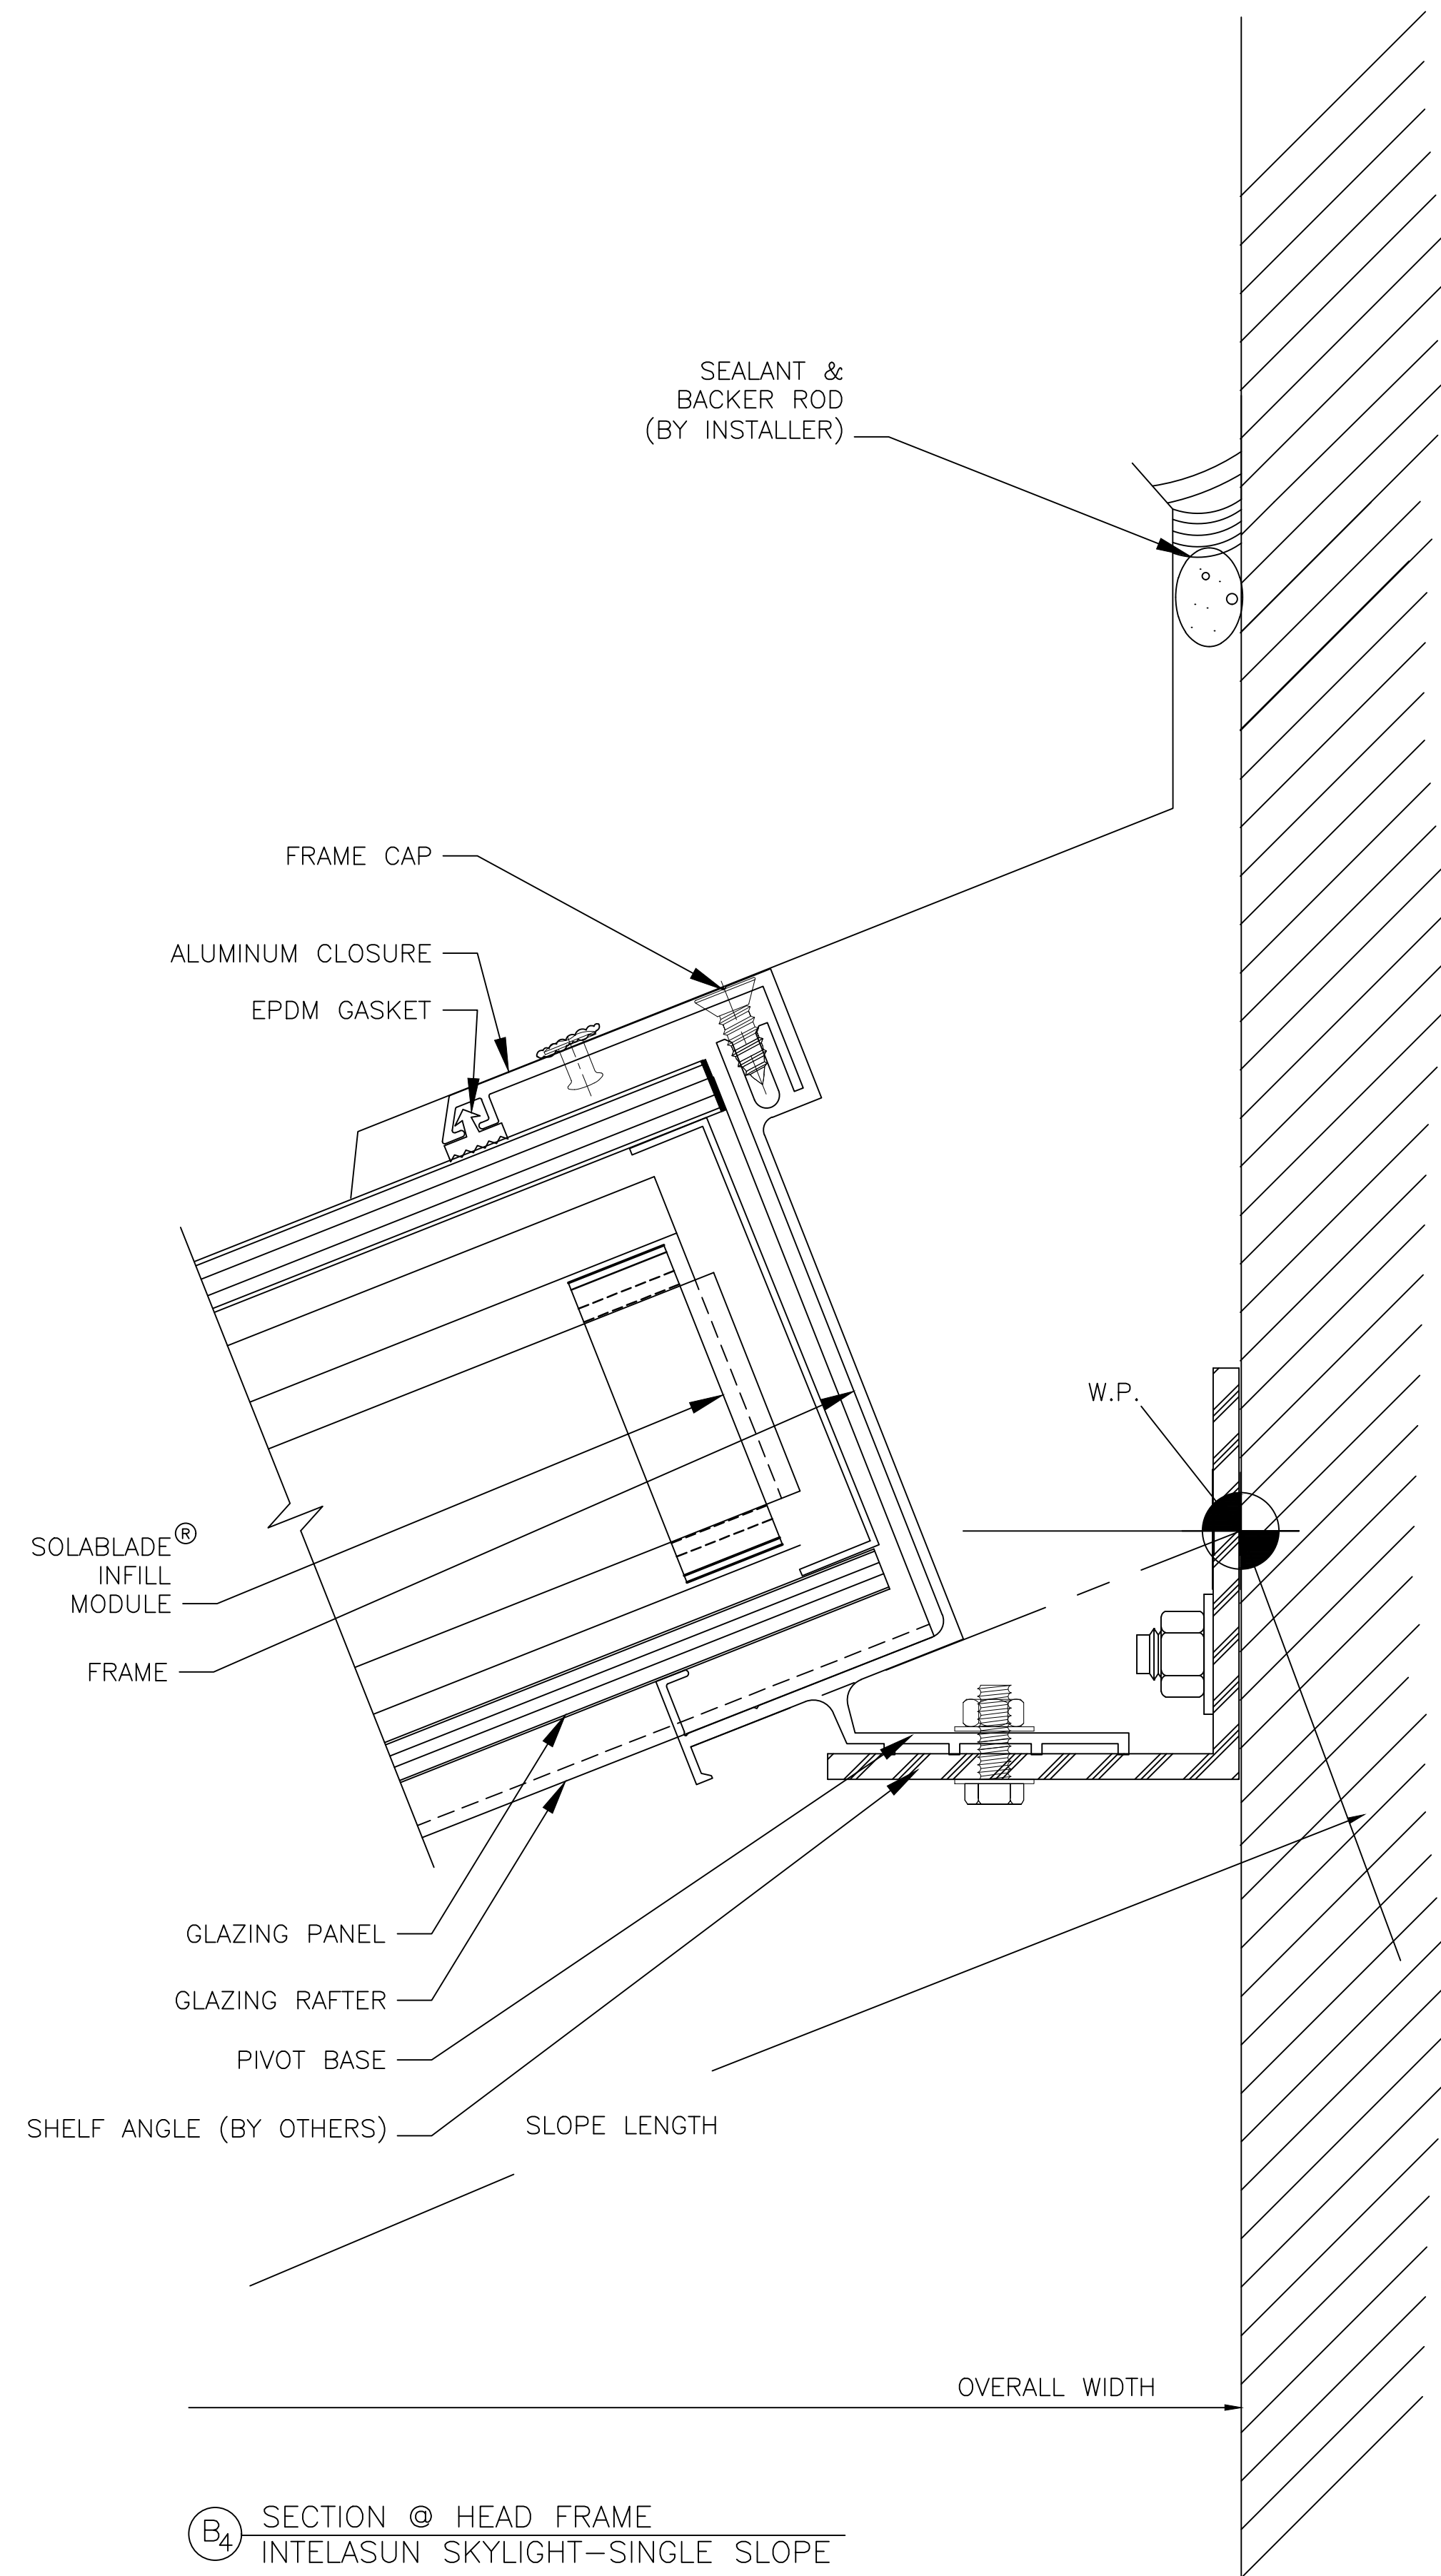 SEALANT &
BACKER ROD
(BY INSTALLER)
FRAME CAP
ALUMINUM CLOSURE
EPDM GASKET
W.P.
SOLABLADE®
INFILL
MODULE
FRAME
GLAZING PANEL
GLAZING RAFTER
PIVOT BASE
SHELF ANGLE (BY OTHERS)
SLOPE LENGTH
OVERALL WIDTH
B4
SECTION @ HEAD FRAME
INTELASUN SKYLIGHT-SINGLE SLOPE